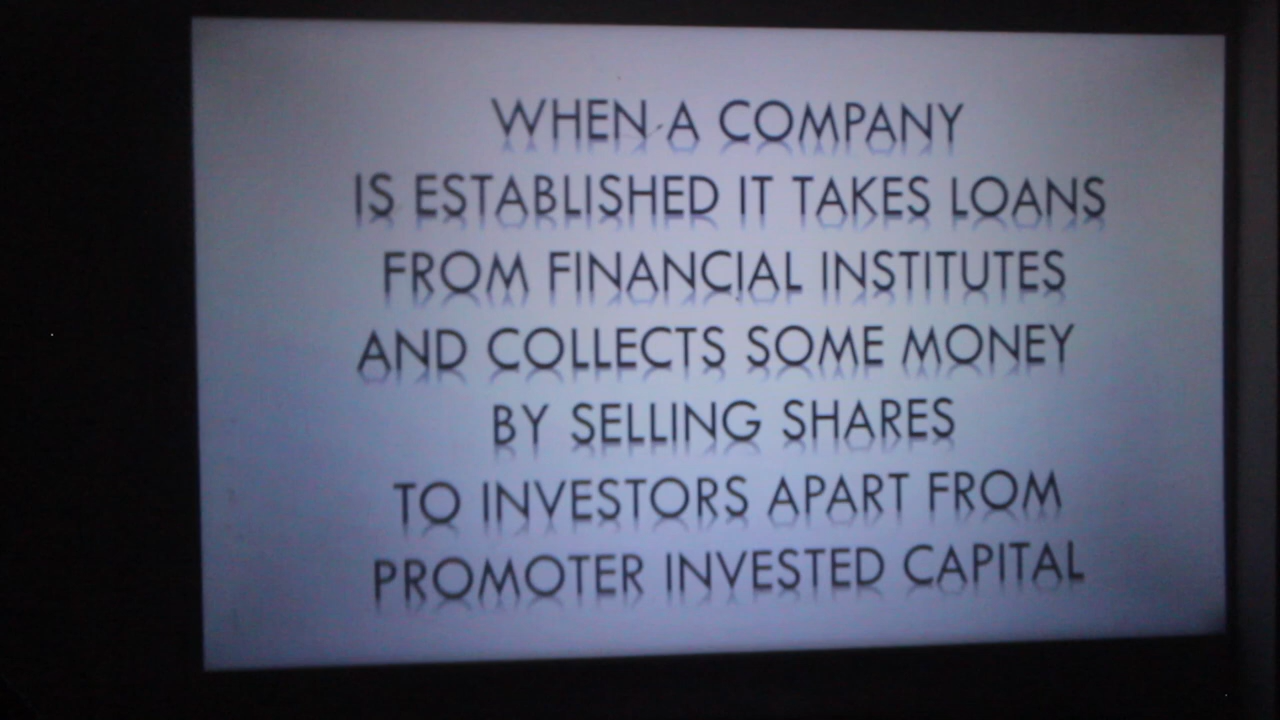 WHEN A COMPANY
IS ESTABLISHED IT TAKES LOANS
FROM FINANCIAL INSTITUTES
AND COLLECTS SOME MONEY
BY SELLING SHARES
TO INVESTORS APART FROM
PROMOTER INVESTED CAPITAL